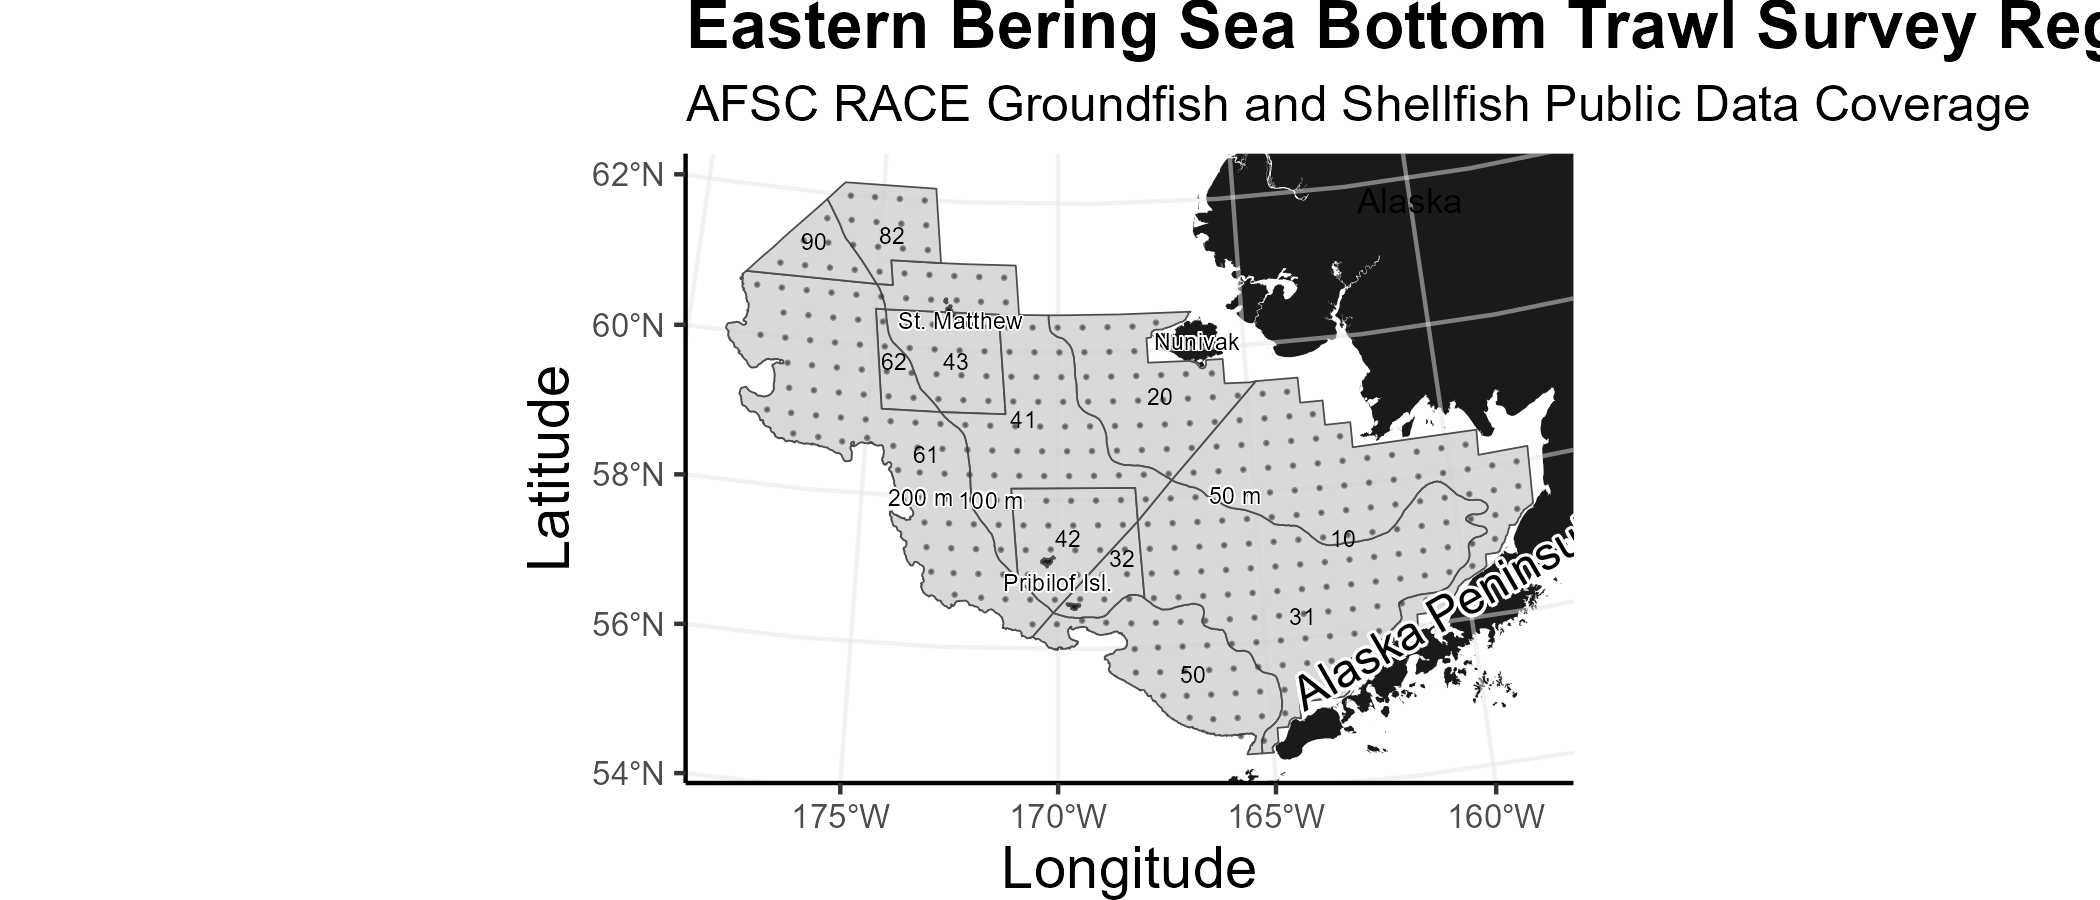 Eastern Bering Sea Bottom Trawl Survey Reg
AFSC RACE Groundfish and Shellfish Public Data Coverage
62°N
60°N
58°N
56°N
54°N
Latitude
Alaska
90
82
St. Matthew
Nunivak
62
43
20
41
61
200 m
100 m
50 m
42
10
32
Pribilof Isl.
31
50
Alaska Peninsu
175°W
170°W
165°W
160°W
Longitude